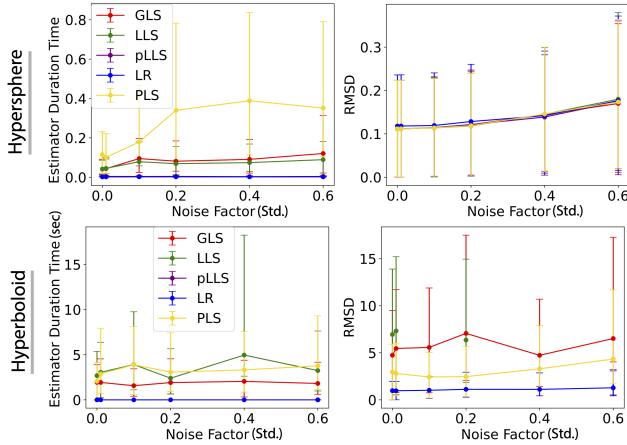 Hypersphere
Estimator Duration Time
0.8
0.6
0.4
0.2
0.0
GLS
LLS
pLLS
LR
PLS
0.0 0.2 0.4 0.6
Noise Factor (Std.)
RMSD
0.3
0.2
0.1
0.0
0.0 0.2 0.4 0.6
Noise Factor (Std.)
Hyperboloid
Estimator Duration Time (sec)
15
10
5
0
GLS
LLS
pLLS
LR
PLS
0.0 0.2 0.4 0.6
Noise Factor (Std.)
RMSD
15
10
5
0
0.0 0.2 0.4 0.6
Noise Factor (Std.)